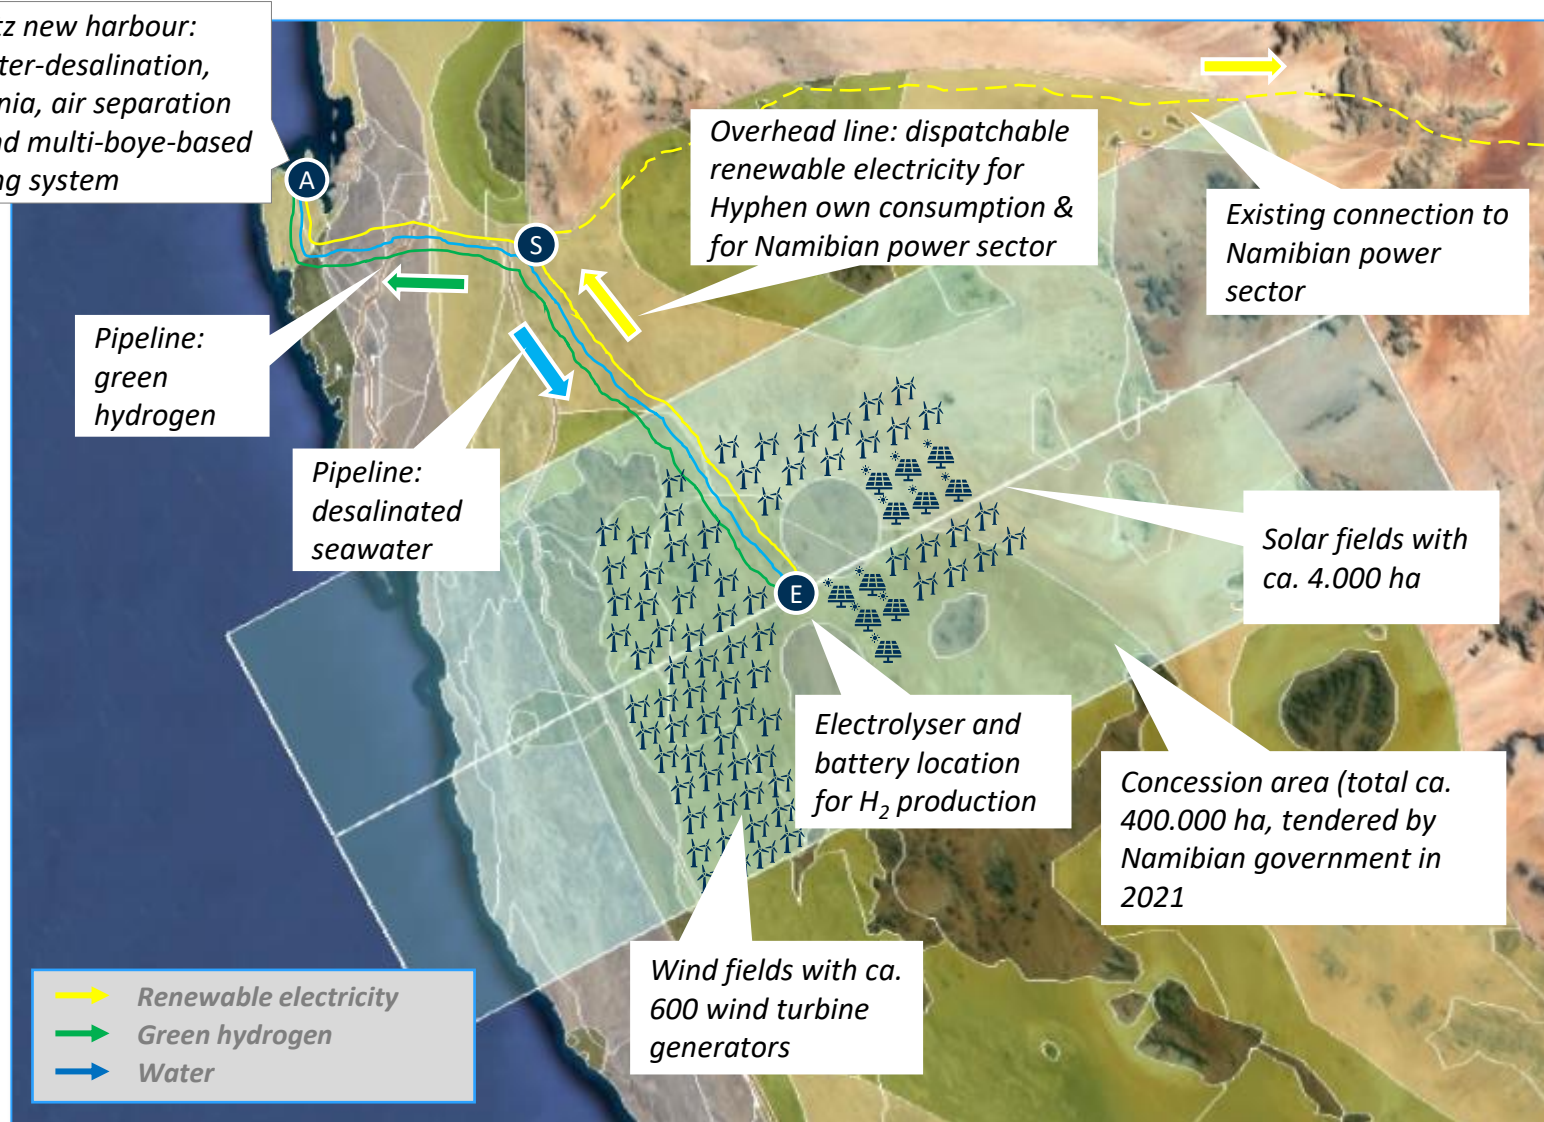 new harbour:
desalination,
air separation
multi-boye-based
system
A
S
E
Overhead line: dispatchable
renewable electricity for
Hyphen own consumption &
for Namibian power sector
Existing connection to
Namibian power
sector
Pipeline:
green
hydrogen
Pipeline:
desalinated
seawater
Solar fields with
ca. 4.000 ha
Electrolyser and
battery location
for H2 production
Concession area (total ca.
400.000 ha, tendered by
Namibian government in
2021
Wind fields with ca.
600 wind turbine
generators
Renewable electricity
Green hydrogen
Water